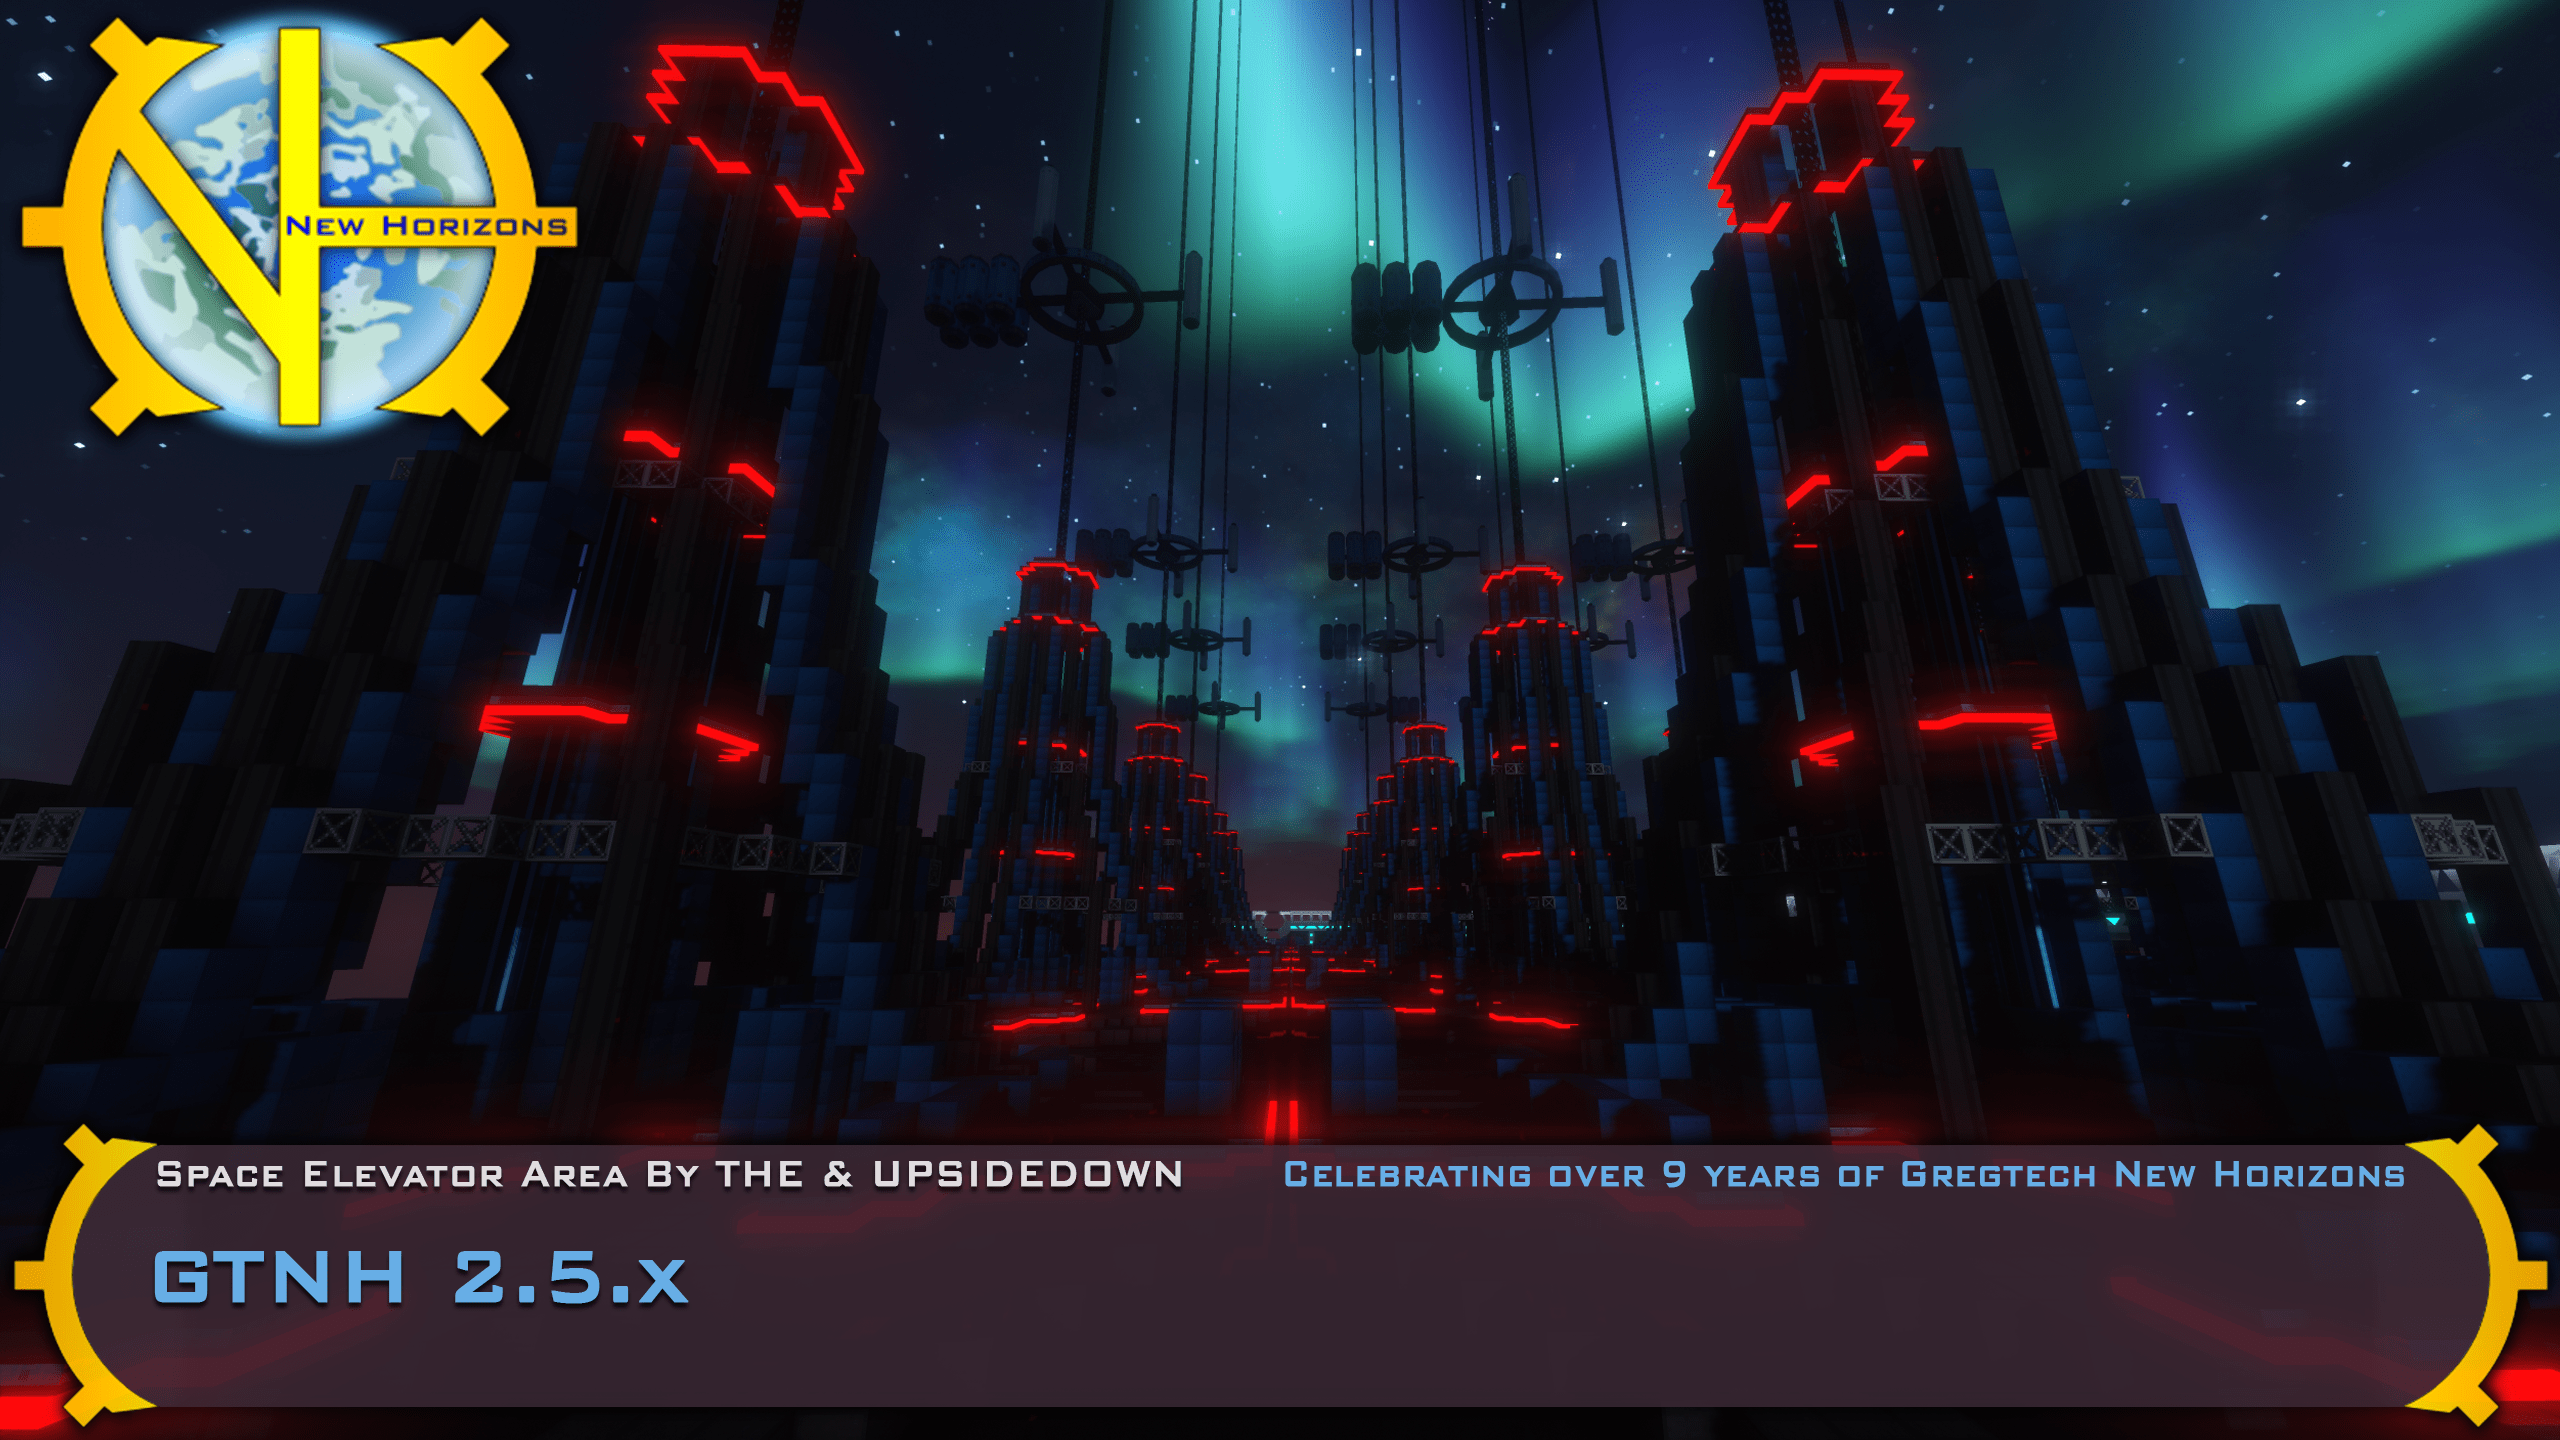 New Horizons
Space Elevator Area By THE & UPSIDEDOWN
Celebrating over 9 years of Gregtech New Horizons
GTNH 2.5.x